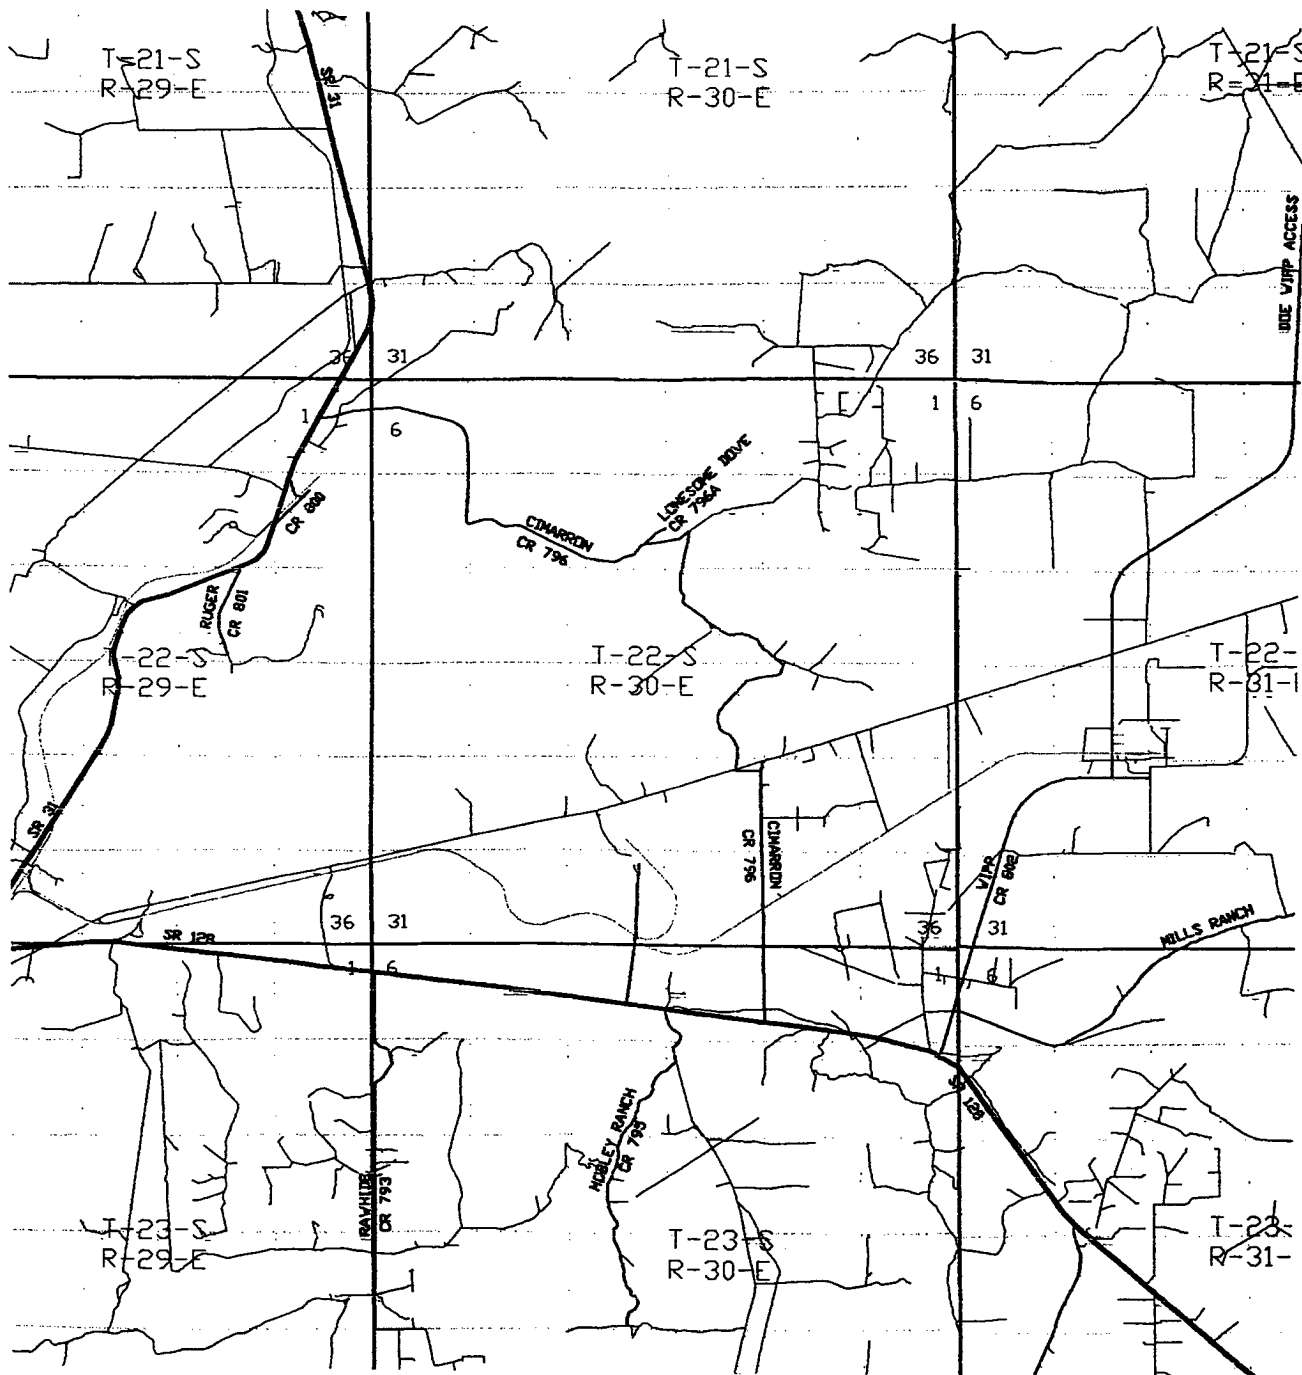 T-21-S
R-29-E
SR 31
T-21-S
R-30-E
T-21-S
R-31-E
DOE WIPP ACCESS
36 31
1 6
36 31
1 6
LONESOME DOVE
CR 796A
CIMARRON
CR 796
CR 800
RUGER
CR 801
-22-S
R-29-E
T-22-S
R-30-E
T-22-
R-31-
SR 31
CIMARRON
CR 796
WIPP
CR 802
MILLS RANCH
36 31
1 6
36 31
1 6
SR 128
SR 128
MOBLEY RANCH
CR 795
RAWHIDE
CR 793
T-23-S
R-29-E
T-23-S
R-30-E
T-23-
R-31-